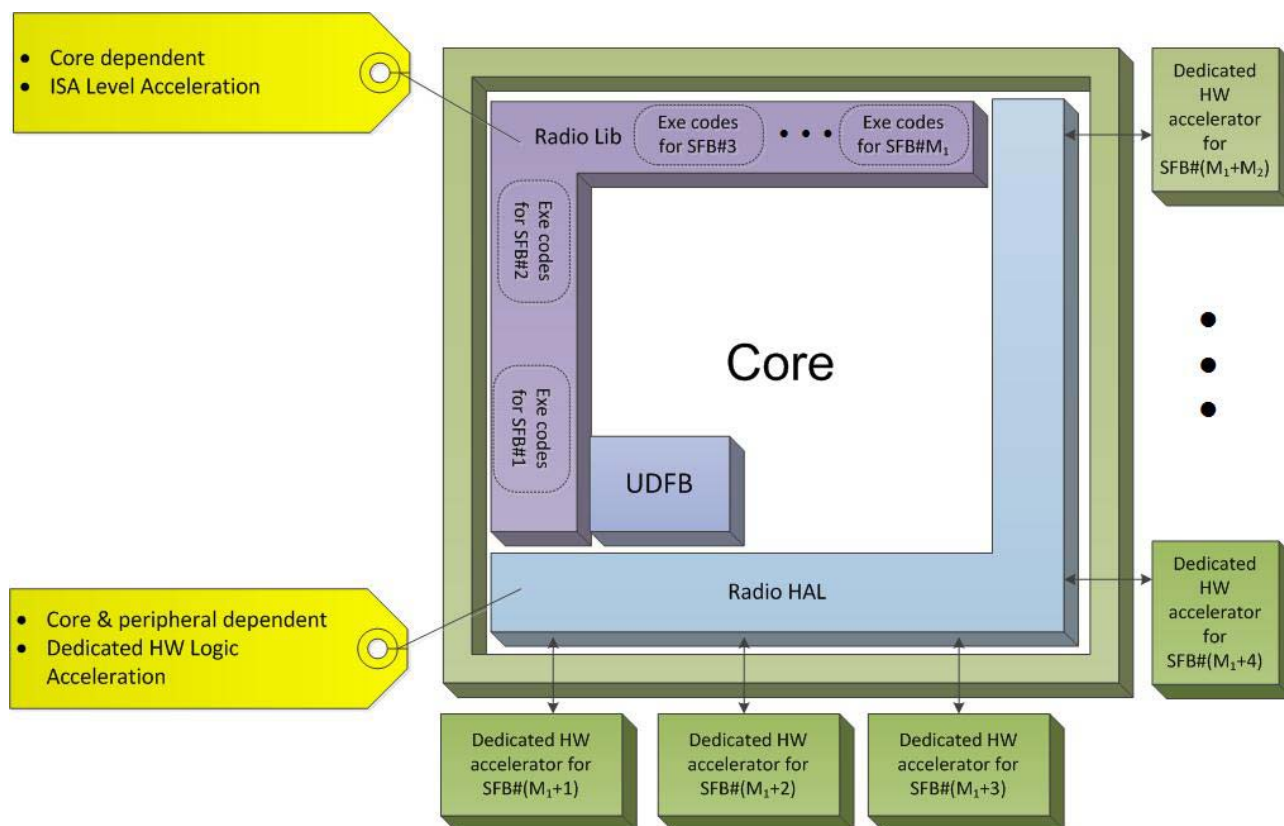 • Core dependent
• ISA Level Acceleration
Radio Lib
Exe codes
for SFB#3
• • •
Exe codes
for SFB#M₁
Exe codes
for SFB#2
Exe codes
for SFB#1
Core
UDFB
Radio HAL
• Core & peripheral dependent
• Dedicated HW Logic
Acceleration
Dedicated
HW
accelerator
for
SFB#(M₁+M₂)
•
•
•
Dedicated
HW
accelerator
for
SFB#(M₁+4)
Dedicated HW
accelerator for
SFB#(M₁+1)
Dedicated HW
accelerator for
SFB#(M₁+2)
Dedicated HW
accelerator for
SFB#(M₁+3)